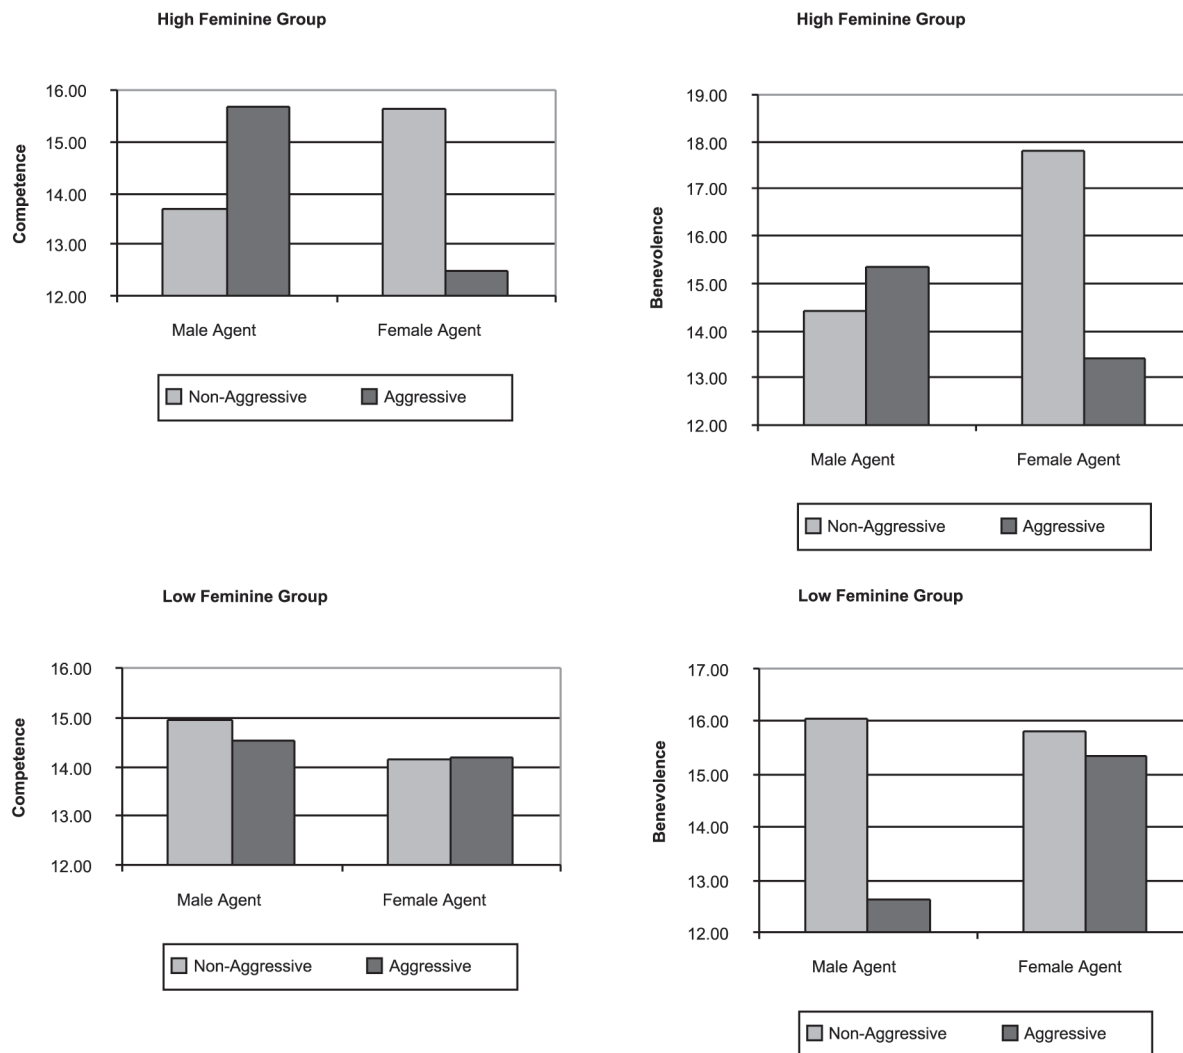 High Feminine Group
Competence
16.00
15.00
14.00
13.00
12.00
Male Agent Female Agent
Non-Aggressive Aggressive
High Feminine Group
Benevolence
19.00
18.00
17.00
16.00
15.00
14.00
13.00
12.00
Male Agent Female Agent
Non-Aggressive Aggressive
Low Feminine Group
Competence
16.00
15.00
14.00
13.00
12.00
Male Agent Female Agent
Non-Aggressive Aggressive
Low Feminine Group
Benevolence
17.00
16.00
15.00
14.00
13.00
12.00
Male Agent Female Agent
Non-Aggressive Aggressive